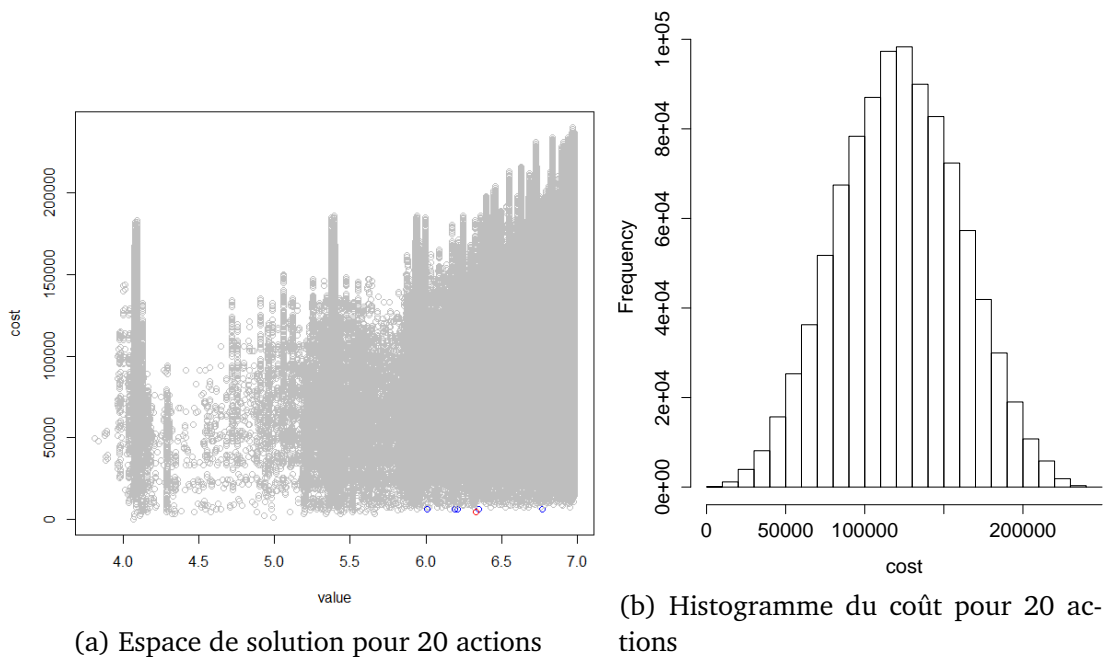 200000
150000
100000
50000
0
cost
4.0 4.5 5.0 5.5 6.0 6.5 7.0
value
(a) Espace de solution pour 20 actions
1e+05
8e+04
6e+04
4e+04
2e+04
0e+00
Frequency
0 50000 100000 200000
cost
(b) Histogramme du coût pour 20 ac-
tions